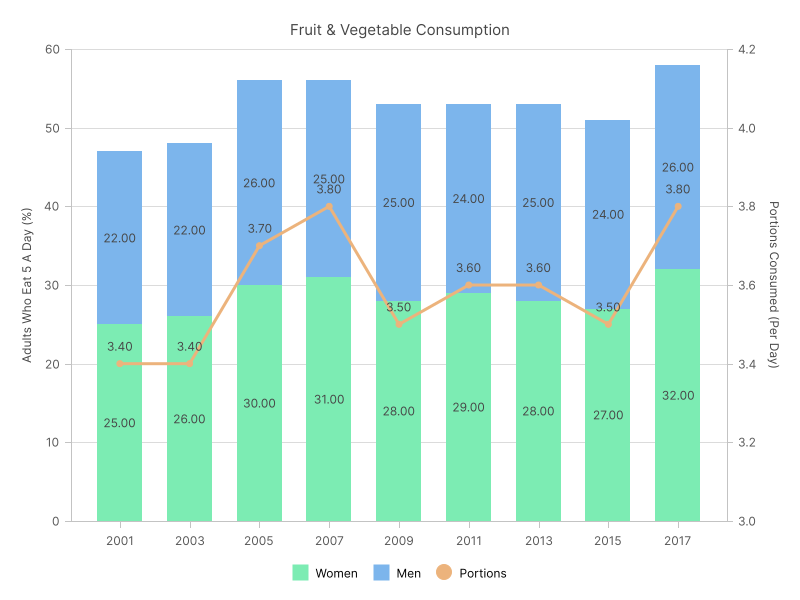 Fruit & Vegetable Consumption
Adults Who Eat 5 A Day (%)
60
50
40
30
20
10
0
4.2
4.0
3.8
3.6
3.4
3.2
3.0
Portions Consumed (Per Day)
22.00 22.00 26.00 25.00 25.00 24.00 25.00 24.00 26.00
3.40 3.40 3.70 3.80 3.50 3.60 3.60 3.50 3.80
25.00 26.00 30.00 31.00 28.00 29.00 28.00 27.00 32.00
2001 2003 2005 2007 2009 2011 2013 2015 2017
Women Men Portions